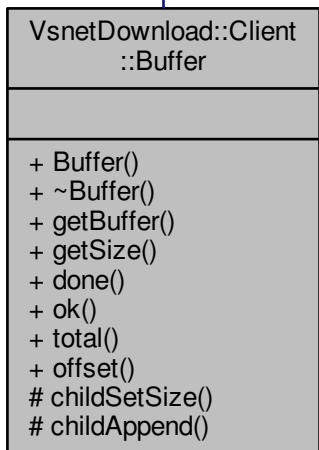 VsnetDownload::Client
::Buffer
+ Buffer()
+ ~Buffer()
+ getBuffer()
+ getSize()
+ done()
+ ok()
+ total()
+ offset()
# childSetSize()
# childAppend()